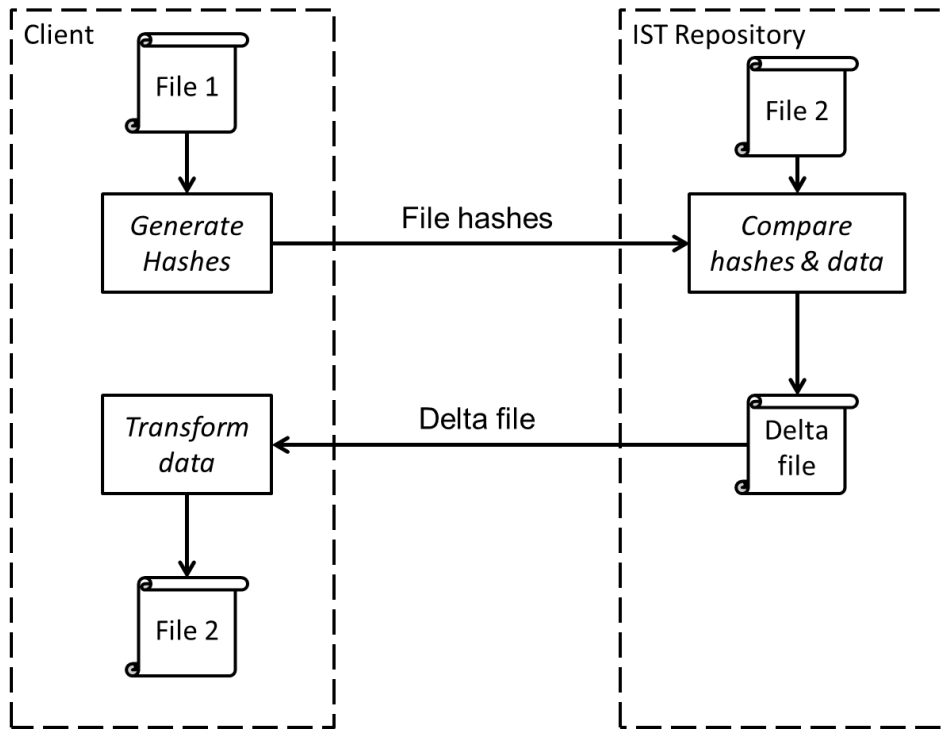 Client
File 1
Generate
Hashes
File hashes
IST Repository
File 2
Compare
hashes & data
Delta
file
Delta file
Transform
data
File 2